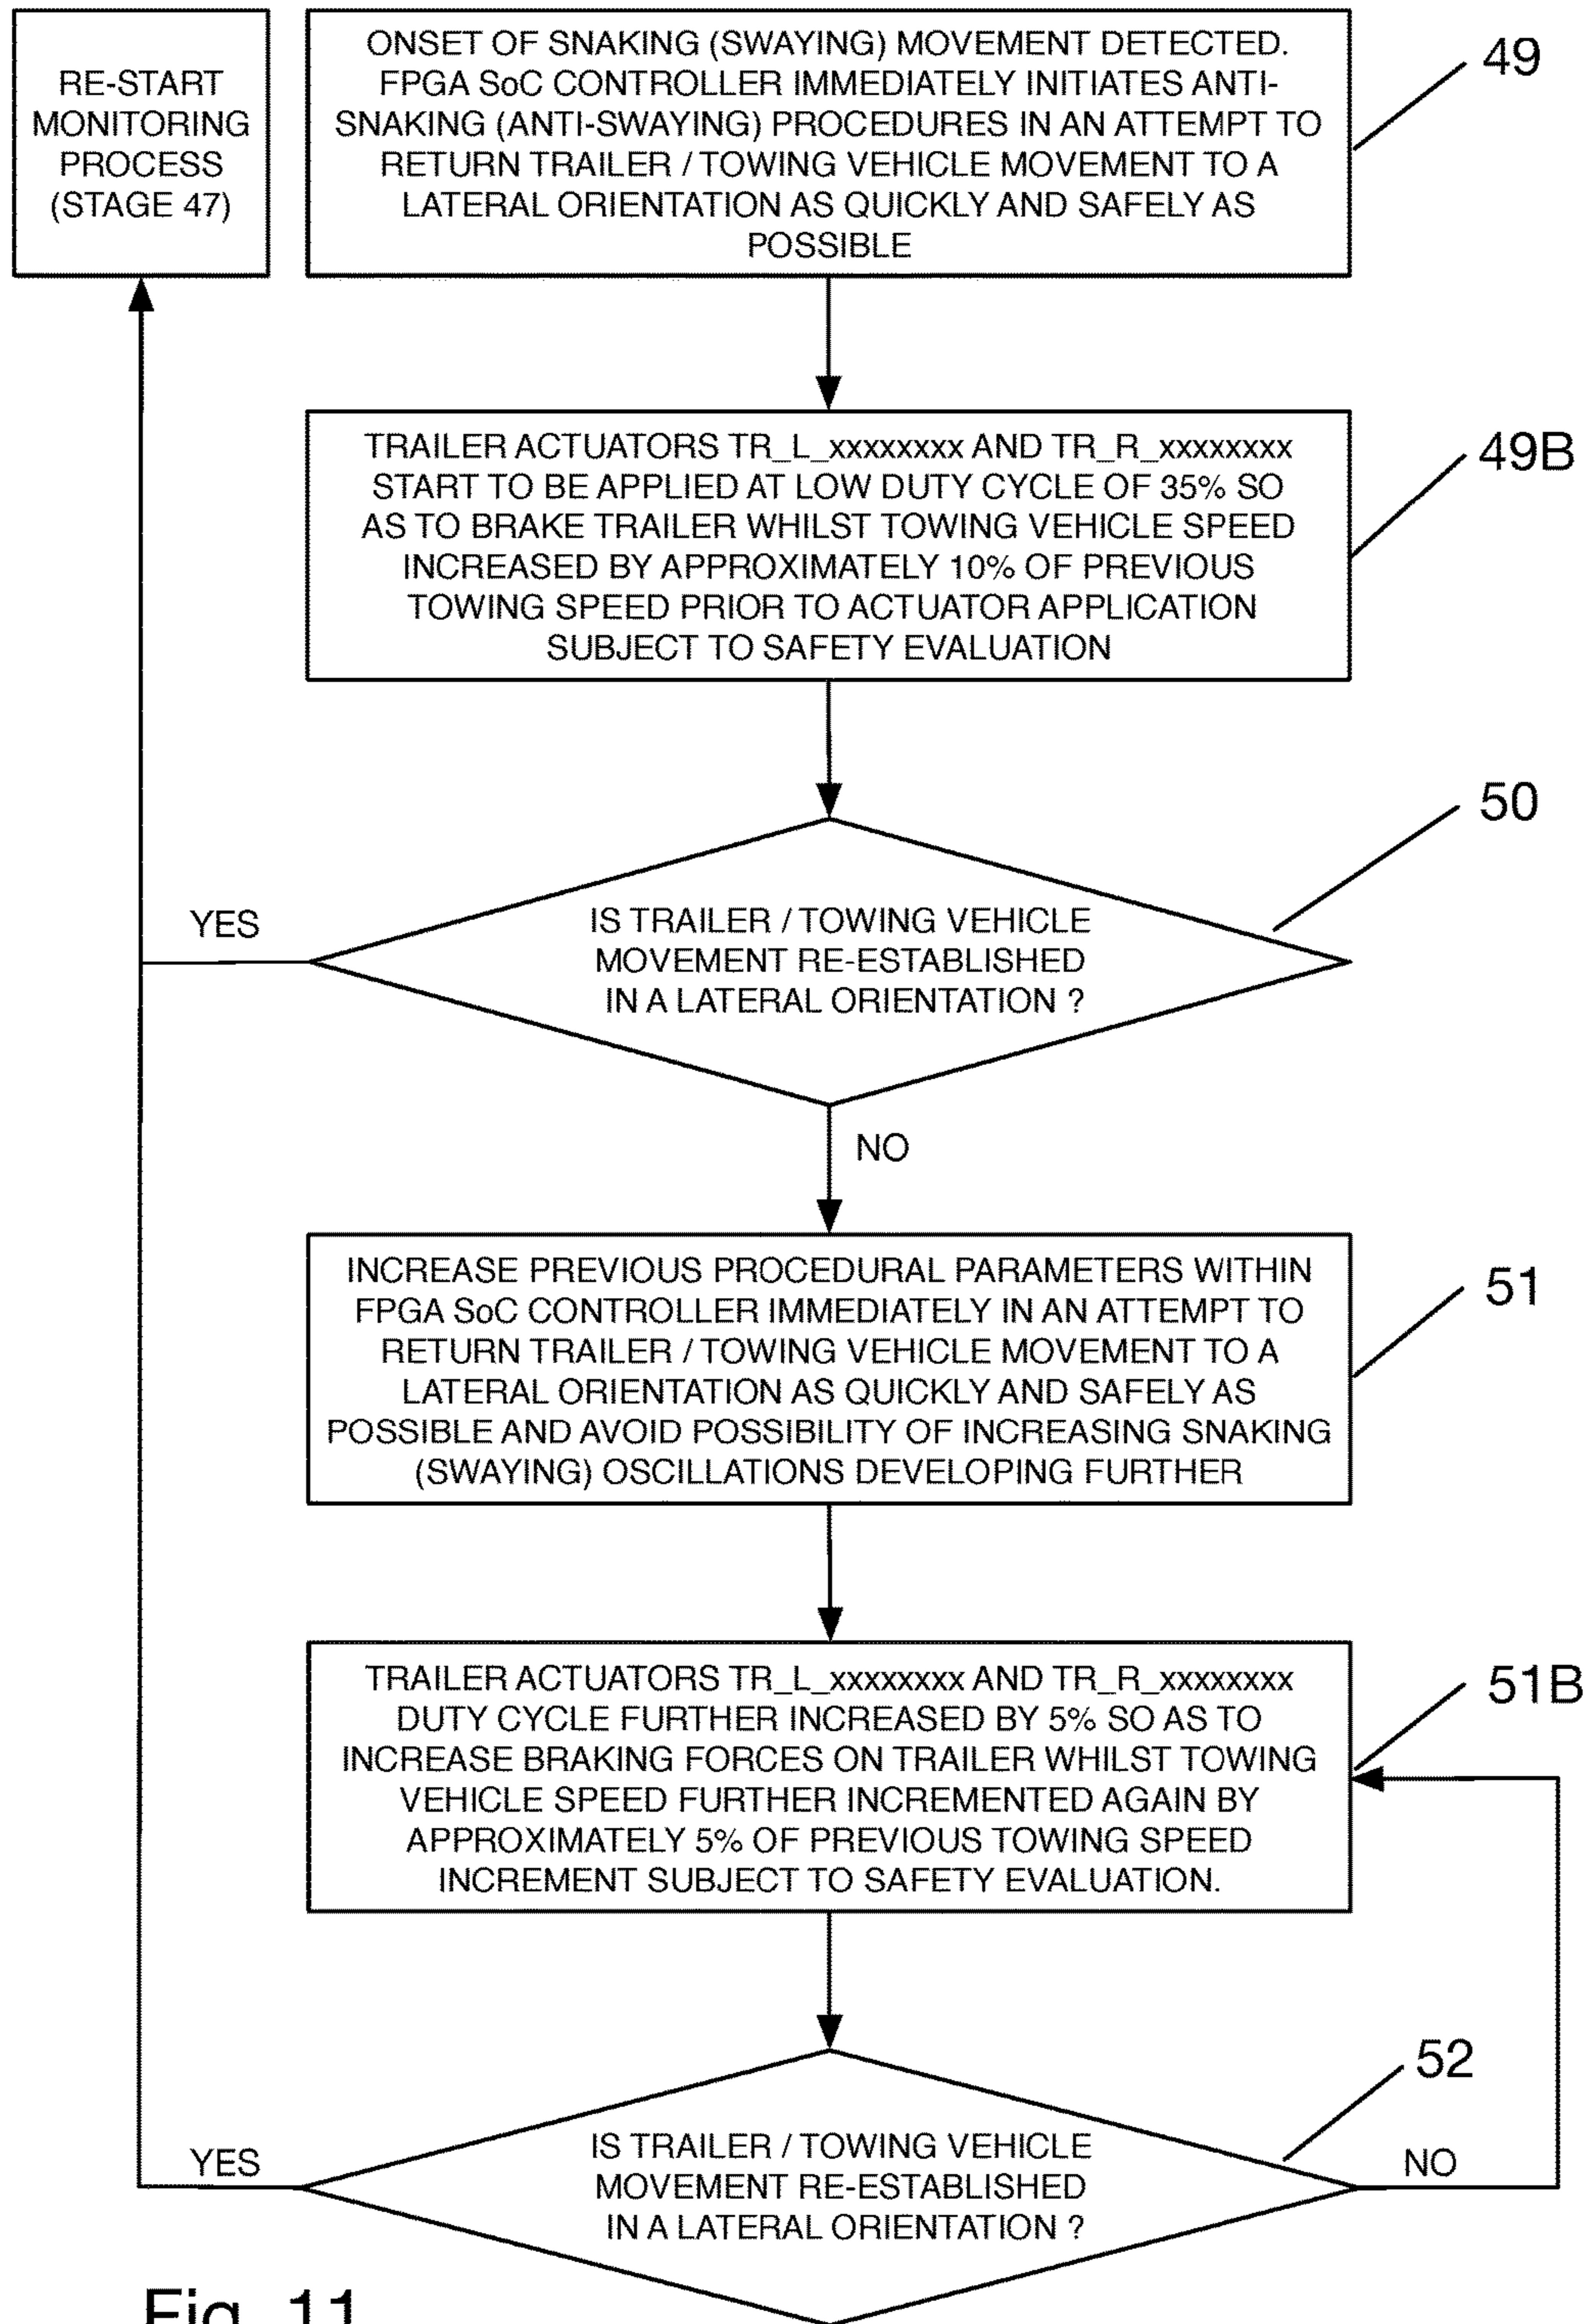 RE-START
MONITORING
PROCESS
(STAGE 47)
ONSET OF SNAKING (SWAYING) MOVEMENT DETECTED.
FPGA SoC CONTROLLER IMMEDIATELY INITIATES ANTI-
SNAKING (ANTI-SWAYING) PROCEDURES IN AN ATTEMPT TO
RETURN TRAILER / TOWING VEHICLE MOVEMENT TO A
LATERAL ORIENTATION AS QUICKLY AND SAFELY AS
POSSIBLE
49
TRAILER ACTUATORS TR_L_xxxxxxxx AND TR_R_xxxxxxxx
START TO BE APPLIED AT LOW DUTY CYCLE OF 35% SO
AS TO BRAKE TRAILER WHILST TOWING VEHICLE SPEED
INCREASED BY APPROXIMATELY 10% OF PREVIOUS
TOWING SPEED PRIOR TO ACTUATOR APPLICATION
SUBJECT TO SAFETY EVALUATION
49B
50
YES
IS TRAILER / TOWING VEHICLE
MOVEMENT RE-ESTABLISHED
IN A LATERAL ORIENTATION ?
NO
INCREASE PREVIOUS PROCEDURAL PARAMETERS WITHIN
FPGA SoC CONTROLLER IMMEDIATELY IN AN ATTEMPT TO
RETURN TRAILER / TOWING VEHICLE MOVEMENT TO A
LATERAL ORIENTATION AS QUICKLY AND SAFELY AS
POSSIBLE AND AVOID POSSIBILITY OF INCREASING SNAKING
(SWAYING) OSCILLATIONS DEVELOPING FURTHER
51
TRAILER ACTUATORS TR_L_xxxxxxxx AND TR_R_xxxxxxxx
DUTY CYCLE FURTHER INCREASED BY 5% SO AS TO
INCREASE BRAKING FORCES ON TRAILER WHILST TOWING
VEHICLE SPEED FURTHER INCREMENTED AGAIN BY
APPROXIMATELY 5% OF PREVIOUS TOWING SPEED
INCREMENT SUBJECT TO SAFETY EVALUATION.
51B
52
YES
IS TRAILER / TOWING VEHICLE
MOVEMENT RE-ESTABLISHED
IN A LATERAL ORIENTATION ?
NO
Fig. 11